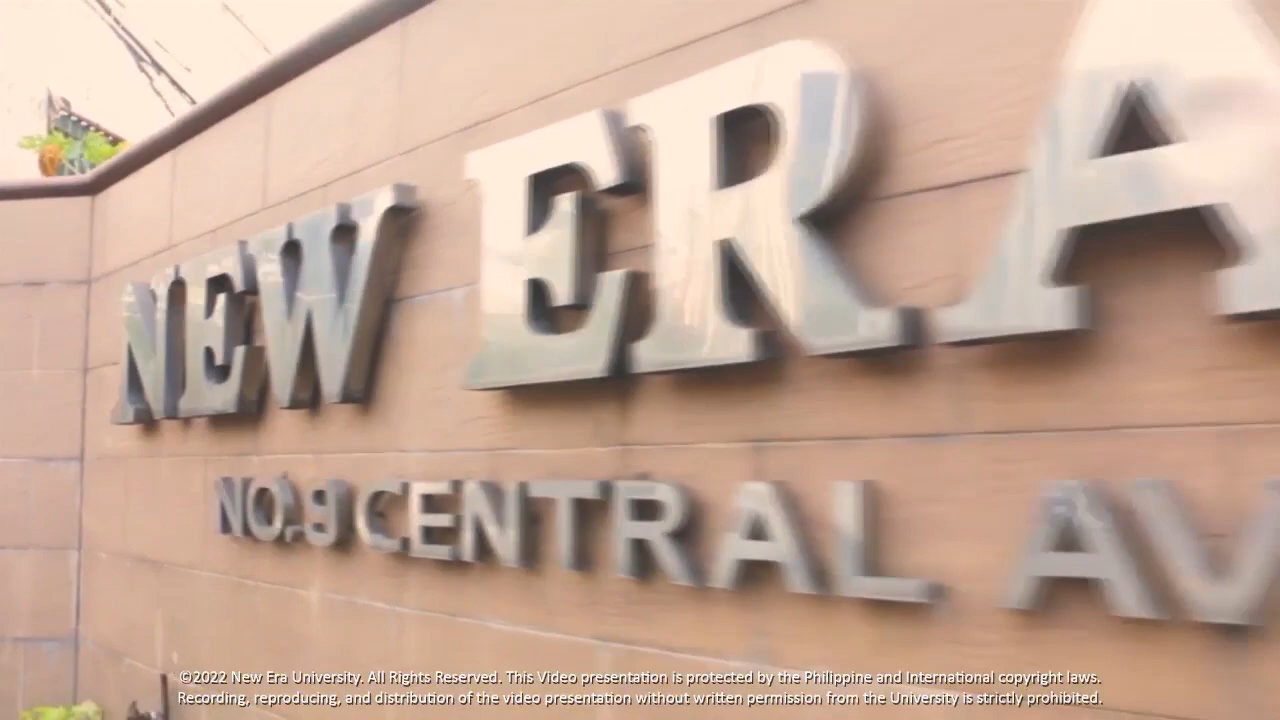 NEW ERA
NO.9 CENTRAL AV
©2022 New Era University. All Rights Reserved. This Video presentation is protected by the Philippine and International copyright laws.
Recording, reproducing, and distribution of the video presentation without written permission from the University is strictly prohibited.